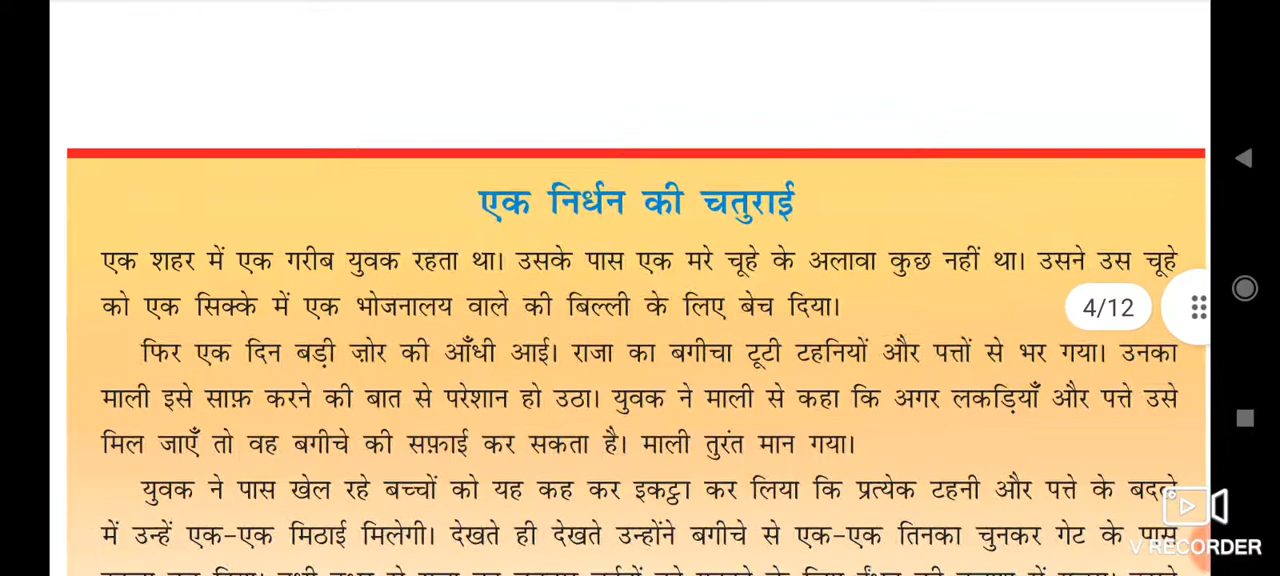 एक निर्धन की चतुराई
एक शहर में एक गरीब युवक रहता था। उसके पास एक मरे चूहे के अलावा कुछ नहीं था। उसने उस चूहे
को एक सिक्के में एक भोजनालय वाले की बिल्ली के लिए बेच दिया।
4/12
फिर एक दिन बड़ी ज़ोर की आँधी आई। राजा का बगीचा टूटी टहनियों और पत्तों से भर गया। उनका
माली इसे साफ़ करने की बात से परेशान हो उठा। युवक ने माली से कहा कि अगर लकड़ियाँ और पत्ते उसे
मिल जाएँ तो वह बगीचे की सफ़ाई कर सकता है। माली तुरंत मान गया।
युवक ने पास खेल रहे बच्चों को यह कह कर इकट्ठा कर लिया कि प्रत्येक टहनी और पत्ते के बदले
में उन्हें एक-एक मिठाई मिलेगी। देखते ही देखते उन्होंने बगीचे से एक-एक तिनका चुनकर गेट के पास
V RECORDER